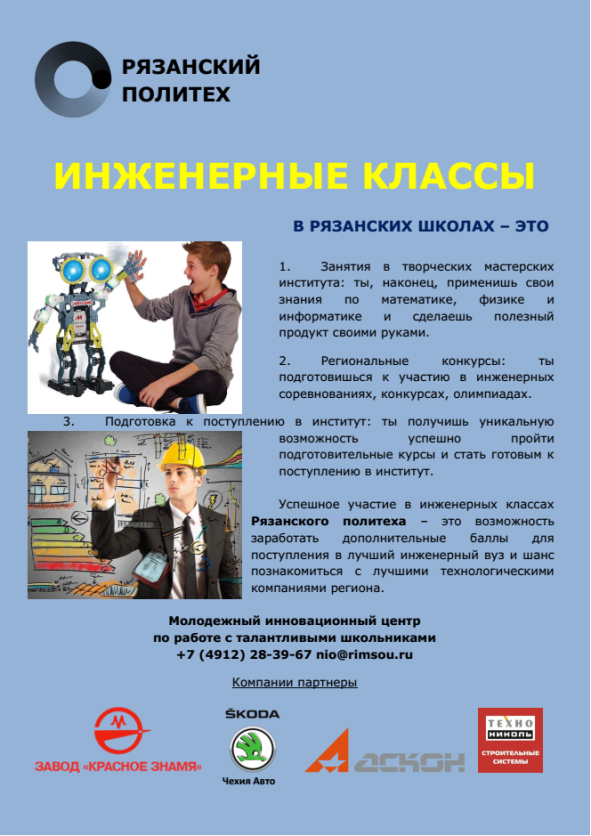 РЯЗАНСКИЙ
ПОЛИТЕХ
ИНЖЕНЕРНЫЕ КЛАССЫ
В РЯЗАНСКИХ ШКОЛАХ – ЭТО
1. Занятия в творческих мастерских
института: ты, наконец, применишь свои
знания по математике, физике и
информатике и сделаешь полезный
продукт своими руками.
2. Региональные конкурсы: ты
подготовишься к участию в инженерных
соревнованиях, конкурсах, олимпиадах.
3. Подготовка к поступлению в институт: ты получишь уникальную
возможность успешно пройти
подготовительные курсы и стать готовым к
поступлению в институт.
Успешное участие в инженерных классах
Рязанского политеха – это возможность
заработать дополнительные баллы для
поступления в лучший инженерный вуз и шанс
познакомиться с лучшими технологическими
компаниями региона.
Молодежный инновационный центр
по работе с талантливыми школьниками
+7 (4912) 28-39-67 nio@rimsou.ru
Компании партнеры
ЗАВОД «КРАСНОЕ ЗНАМЯ»
ŠKODA
Чехия Авто
АСКОН
ТЕХНО
НИКОЛЬ
СТРОИТЕЛЬНЫЕ
СИСТЕМЫ